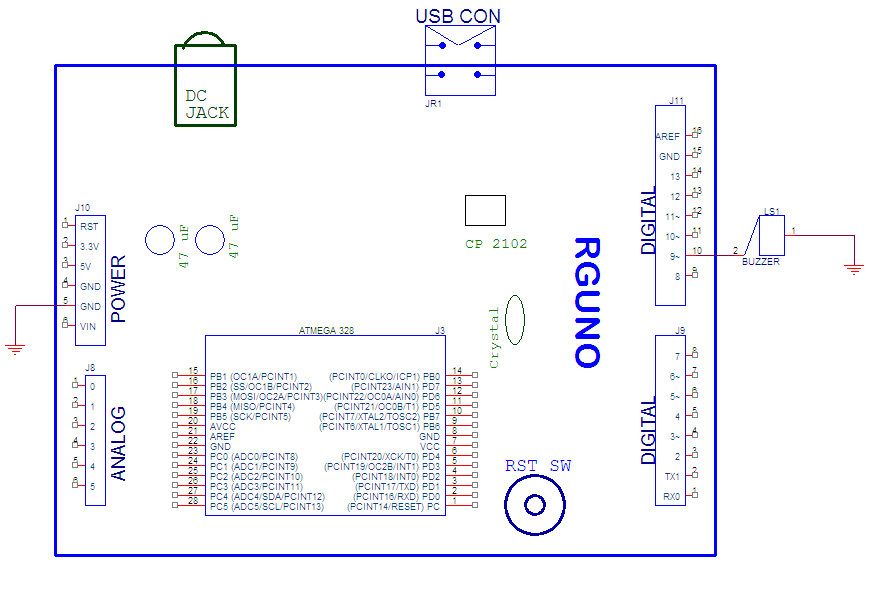 USB CON
JR1
DC
JACK
J11
AREF 16
GND 15
13 14
12 13
11~ 12
10~ 11
9~ 10
8 9
DIGITAL
LS1
2
1
BUZZER
J10
1 RST
2 3.3V
3 5V
4 GND
5 GND
6 VIN
POWER
47 uF
47 uF
CP 2102
RGUNO
Crystal
J8
1 0
2 1
3 2
4 3
5 4
6 5
ANALOG
ATMEGA 328
J3
15 PB1 (OC1A/PCINT1) (PCINT0/CLKO/ICP1) PB0 14
16 PB2 (SS/OC1B/PCINT2) (PCINT23/AIN1) PD7 13
17 PB3 (MOSI/OC2A/PCINT3)(PCINT22/OC0A/AIN0) PD6 12
18 PB4 (MISO/PCINT4) (PCINT21/OC0B/T1) PD5 11
19 PB5 (SCK/PCINT5) (PCINT7/XTAL2/TOSC2) PB7 10
20 AVCC (PCINT6/XTAL1/TOSC1) PB6 9
21 AREF GND 8
22 GND VCC 7
23 PC0 (ADC0/PCINT8) (PCINT20/XCK/T0) PD4 6
24 PC1 (ADC1/PCINT9) (PCINT19/OC2B/INT1) PD3 5
25 PC2 (ADC2/PCINT10) (PCINT18/INT0) PD2 4
26 PC3 (ADC3/PCINT11) (PCINT17/TXD) PD1 3
27 PC4 (ADC4/SDA/PCINT12) (PCINT16/RXD) PD0 2
28 PC5 (ADC5/SCL/PCINT13) (PCINT14/RESET) PC 1
RST SW
J9
7 8
6~ 7
5~ 6
4 5
3~ 4
2 3
TX1 2
RX0 1
DIGITAL